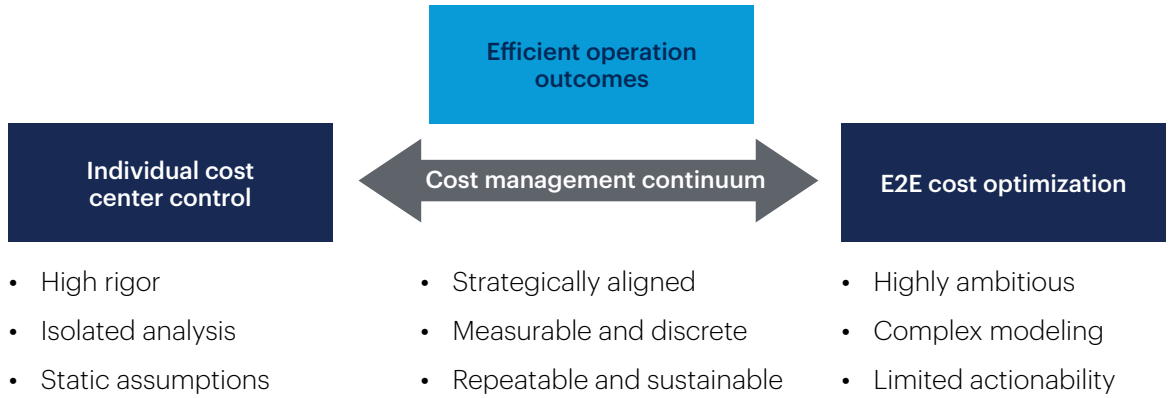 Efficient operation
outcomes
Individual cost
center control
Cost management continuum
E2E cost optimization
• High rigor
• Isolated analysis
• Static assumptions
• Strategically aligned
• Measurable and discrete
• Repeatable and sustainable
• Highly ambitious
• Complex modeling
• Limited actionability